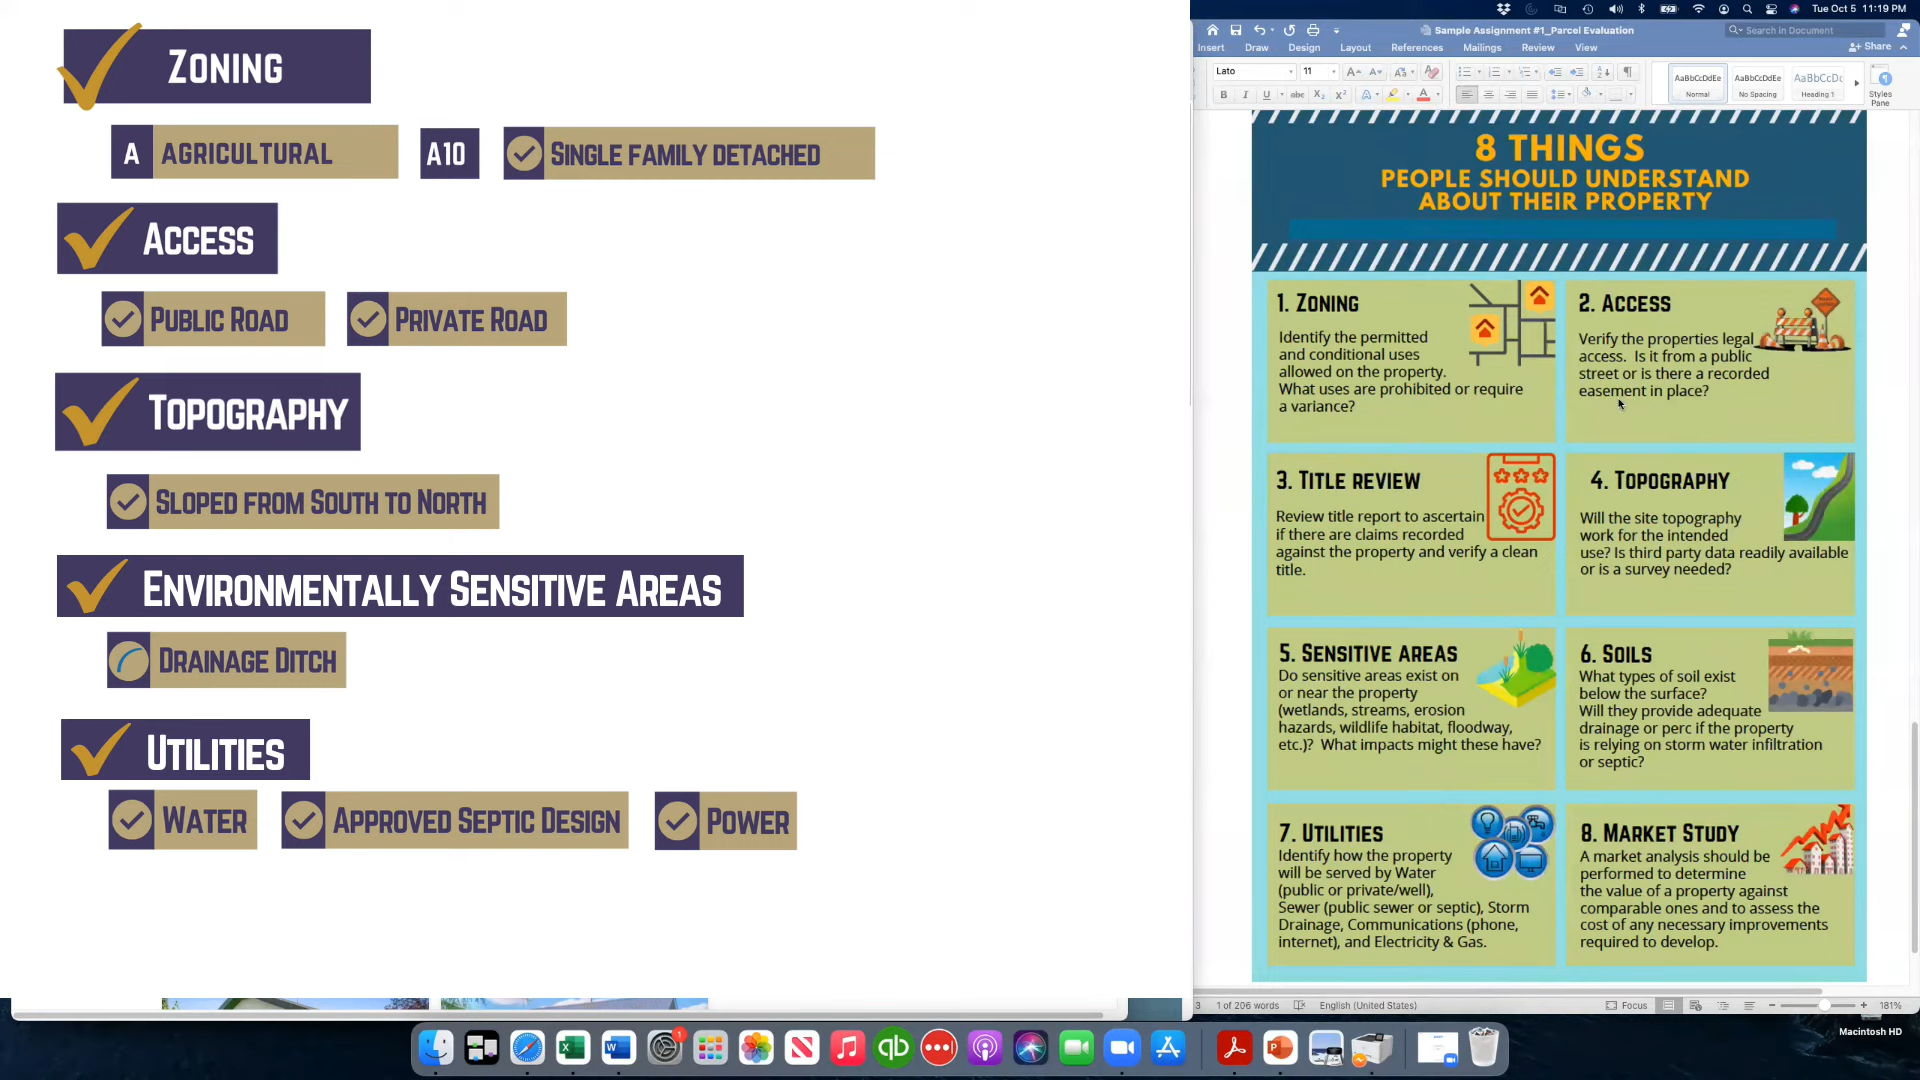 ZONING
A AGRICULTURAL A10 SINGLE FAMILY DETACHED
ACCESS
PUBLIC ROAD PRIVATE ROAD
TOPOGRAPHY
SLOPED FROM SOUTH TO NORTH
ENVIRONMENTALLY SENSITIVE AREAS
DRAINAGE DITCH
UTILITIES
WATER APPROVED SEPTIC DESIGN POWER
Tue Oct 5 11:19 PM
Sample Assignment #1_Parcel Evaluation
Search in Document
Insert Draw Design Layout References Mailings Review View
Share
Lato 11
AaBbCcDdEe AaBbCcDdEe AaBbCcDc
Normal No Spacing Heading 1
Styles
Pane
8 THINGS
PEOPLE SHOULD UNDERSTAND
ABOUT THEIR PROPERTY
1. ZONING
Identify the permitted
and conditional uses
allowed on the property.
What uses are prohibited or require
a variance?
2. ACCESS
Verify the properties legal
access. Is it from a public
street or is there a recorded
easement in place?
3. TITLE REVIEW
Review title report to ascertain
if there are claims recorded
against the property and verify a clean
title.
4. TOPOGRAPHY
Will the site topography
work for the intended
use? Is third party data readily available
or is a survey needed?
5. SENSITIVE AREAS
Do sensitive areas exist on
or near the property
(wetlands, streams, erosion
hazards, wildlife habitat, floodway,
etc.)? What impacts might these have?
6. SOILS
What types of soil exist
below the surface?
Will they provide adequate
drainage or perc if the property
is relying on storm water infiltration
or septic?
7. UTILITIES
Identify how the property
will be served by Water
(public or private/well),
Sewer (public sewer or septic), Storm
Drainage, Communications (phone,
internet), and Electricity & Gas.
8. MARKET STUDY
A market analysis should be
performed to determine
the value of a property against
comparable ones and to assess the
cost of any necessary improvements
required to develop.
3 1 of 206 words English (United States) Focus 181%
Macintosh HD